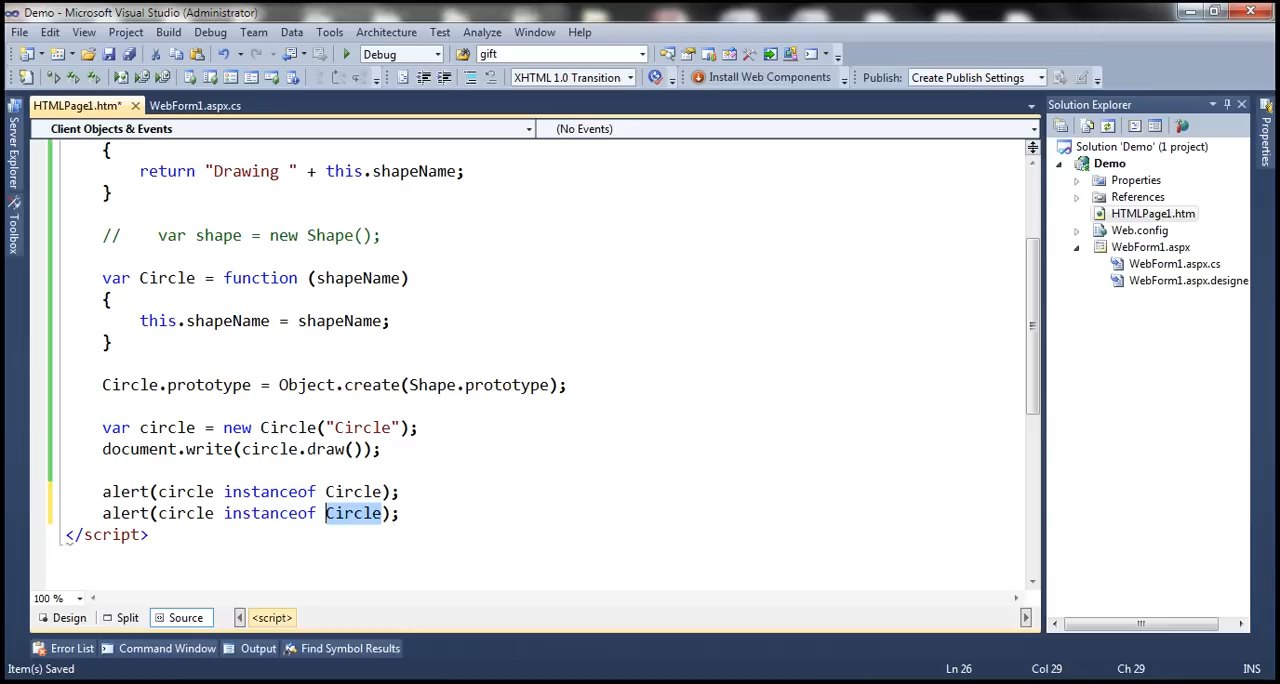 Demo - Microsoft Visual Studio (Administrator)
File Edit View Project Build Debug Team Data Tools Architecture Test Analyze Window Help
Debug gift
XHTML 1.0 Transition Install Web Components Publish: Create Publish Settings
HTMLPage1.htm* WebForm1.aspx.cs
Client Objects & Events (No Events)
{
return "Drawing " + this.shapeName;
}
// var shape = new Shape();
var Circle = function (shapeName)
{
this.shapeName = shapeName;
}
Circle.prototype = Object.create(Shape.prototype);
var circle = new Circle("Circle");
document.write(circle.draw());
alert(circle instanceof Circle);
alert(circle instanceof Circle);
</script>
100 %
Design Split Source <script>
Error List Command Window Output Find Symbol Results
Item(s) Saved Ln 26 Col 29 Ch 29 INS
Server Explorer
Toolbox
Solution Explorer
Solution 'Demo' (1 project)
Demo
Properties
References
HTMLPage1.htm
Web.config
WebForm1.aspx
WebForm1.aspx.cs
WebForm1.aspx.designe
Properties